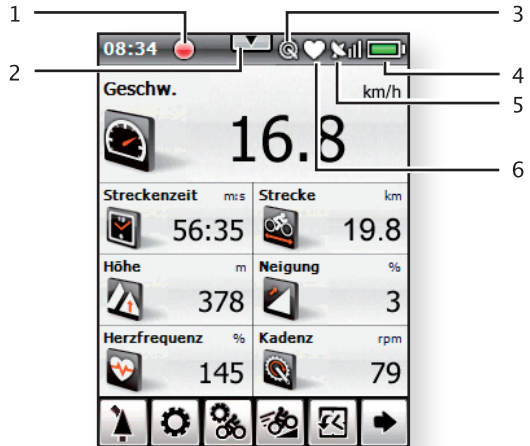 1
3
08:34
2
4
Geschw. km/h
5
16.8
6
Streckenzeit m:s Strecke km
56:35 19.8
Höhe m Neigung %
378 3
Herzfrequenz % Kadenz rpm
145 79